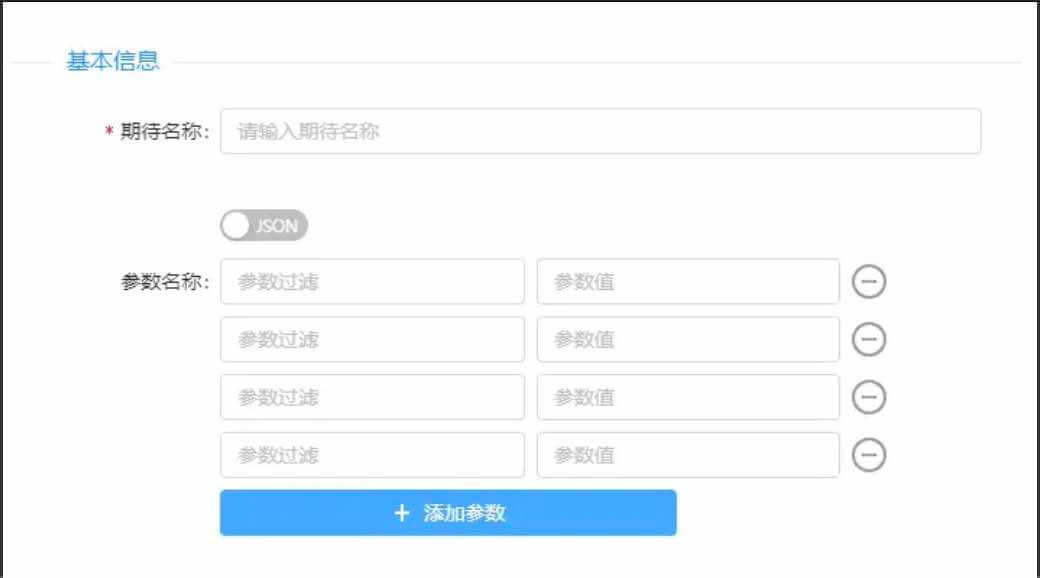 基本信息
* 期待名称: 请输入期待名称
JSON
参数名称: 参数过滤 参数值
参数过滤 参数值
参数过滤 参数值
参数过滤 参数值
+ 添加参数